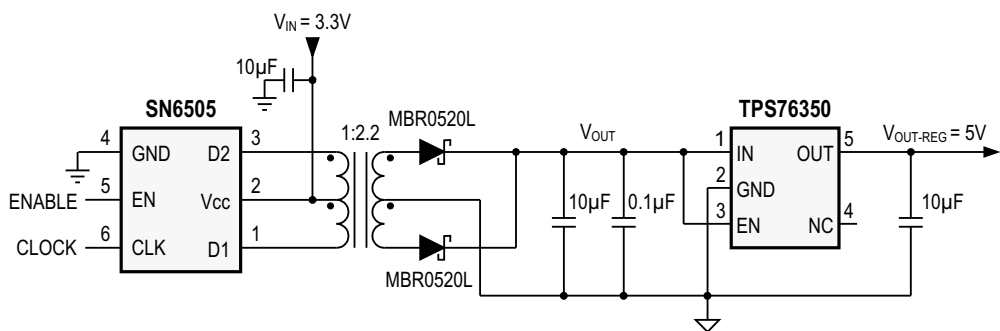 V_IN = 3.3V
10µF
SN6505
4 GND D2 3
5 EN Vcc 2
6 CLK D1 1
ENABLE
CLOCK
1:2.2
MBR0520L
MBR0520L
V_OUT
10µF
0.1µF
TPS76350
1 IN OUT 5
2 GND
3 EN NC 4
V_OUT-REG = 5V
10µF